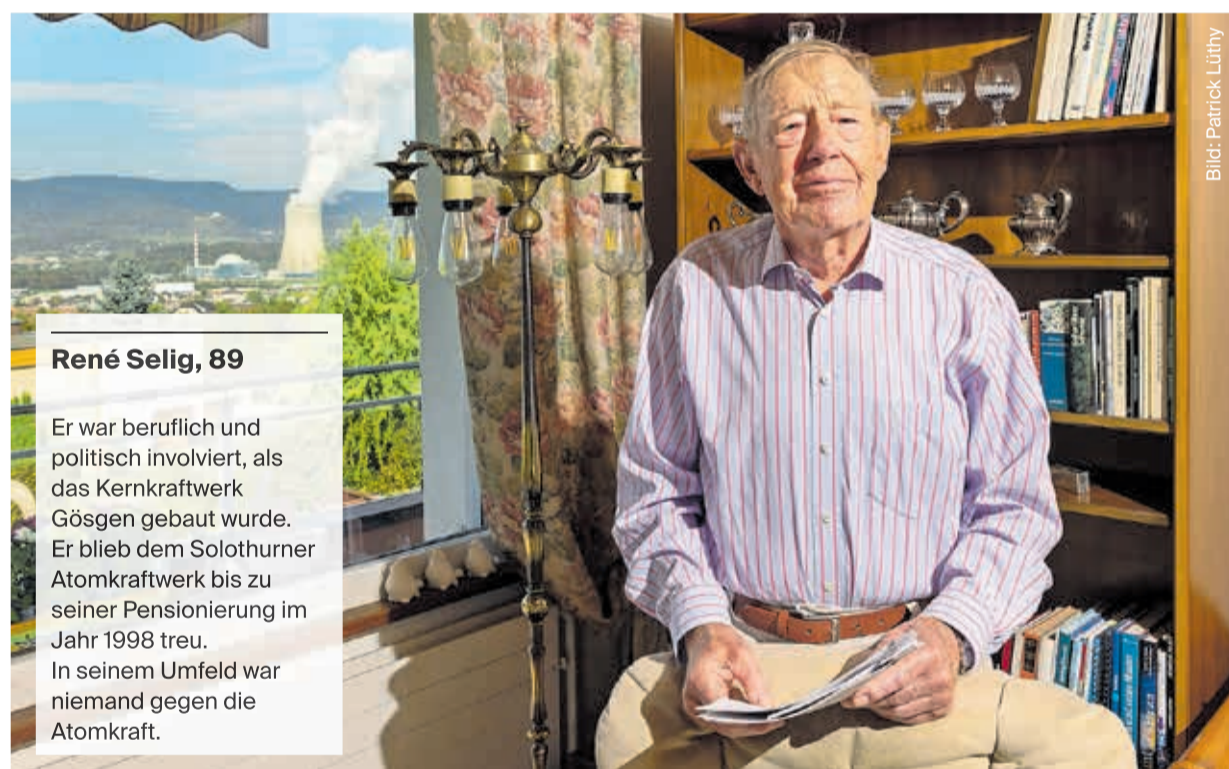 René Selig, 89
Er war beruflich und
politisch involviert, als
das Kernkraftwerk
Gösgen gebaut wurde.
Er blieb dem Solothurner
Atomkraftwerk bis zu
seiner Pensionierung im
Jahr 1998 treu.
In seinem Umfeld war
niemand gegen die
Atomkraft.
Bild: Patrick Lüthy